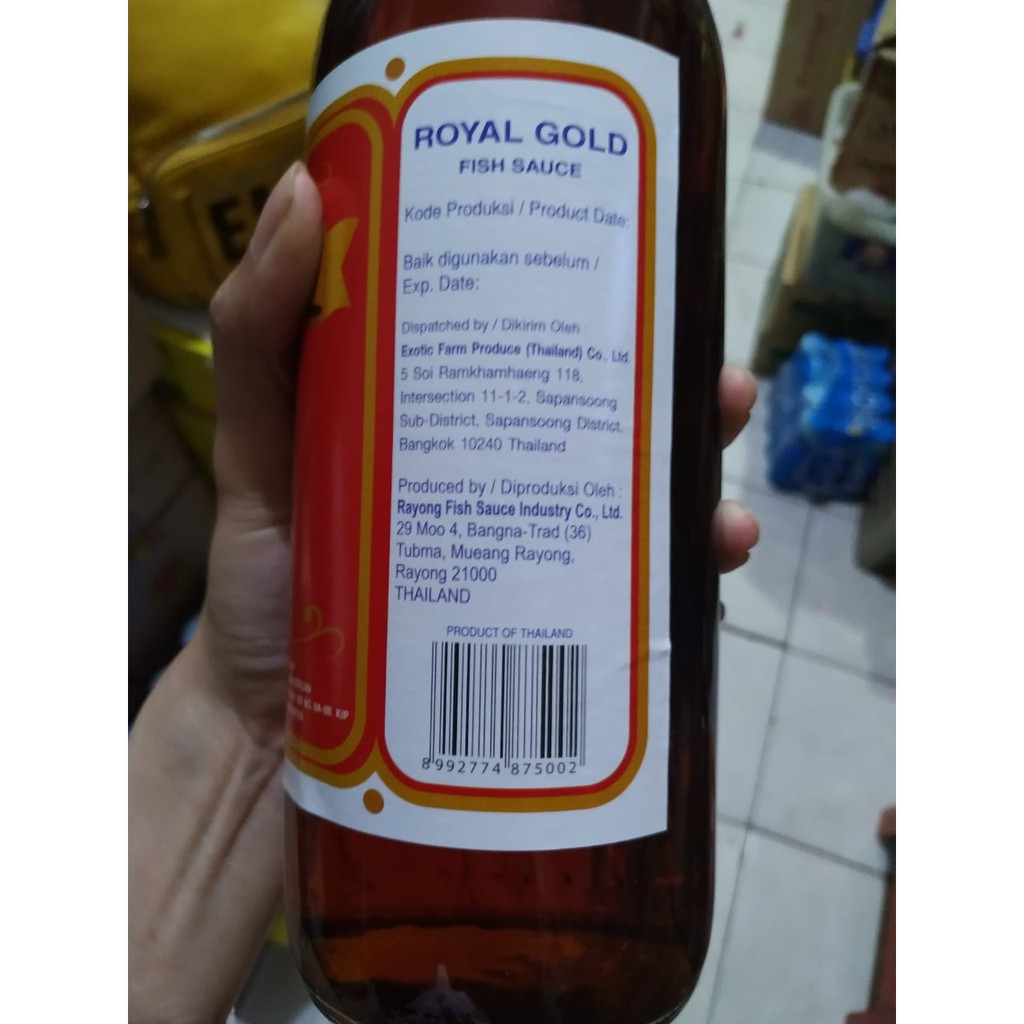 ROYAL GOLD
FISH SAUCE
Kode Produksi / Product Date:
Baik digunakan sebelum /
Exp. Date:
Dispatched by / Dikirim Oleh :
Exotic Farm Produce (Thailand) Co., Ltd.
5 Soi Ramkhamhaeng 118,
Intersection 11-1-2, Sapansoong
Sub-District, Sapansoong District,
Bangkok 10240 Thailand
Produced by / Diproduksi Oleh :
Rayong Fish Sauce Industry Co., Ltd.
29 Moo 4, Bangna-Trad (36)
Tubma, Mueang Rayong,
Rayong 21000
THAILAND
PRODUCT OF THAILAND
8 992774 875002